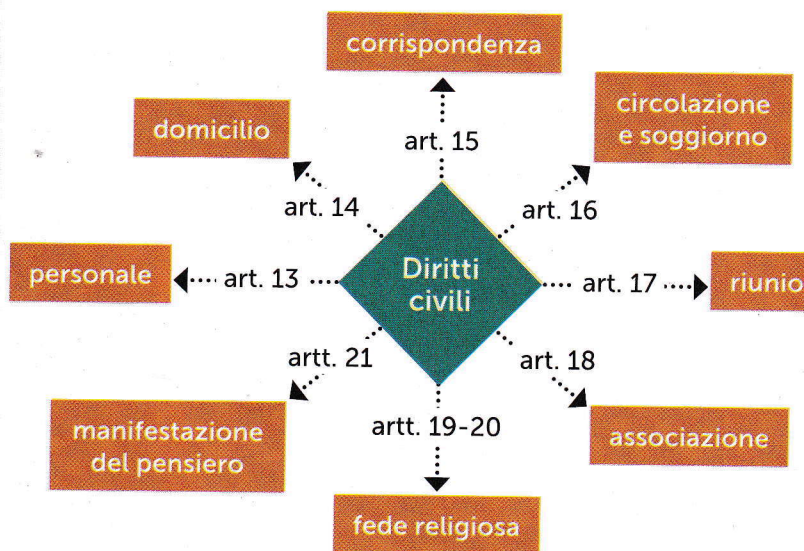 corrispondenza
circolazione
e soggiorno
domicilio
art. 15
art. 14
art. 16
personale
art. 13
Diritti
civili
art. 17
riunio
artt. 21
art. 18
manifestazione
del pensiero
artt. 19-20
associazione
fede religiosa